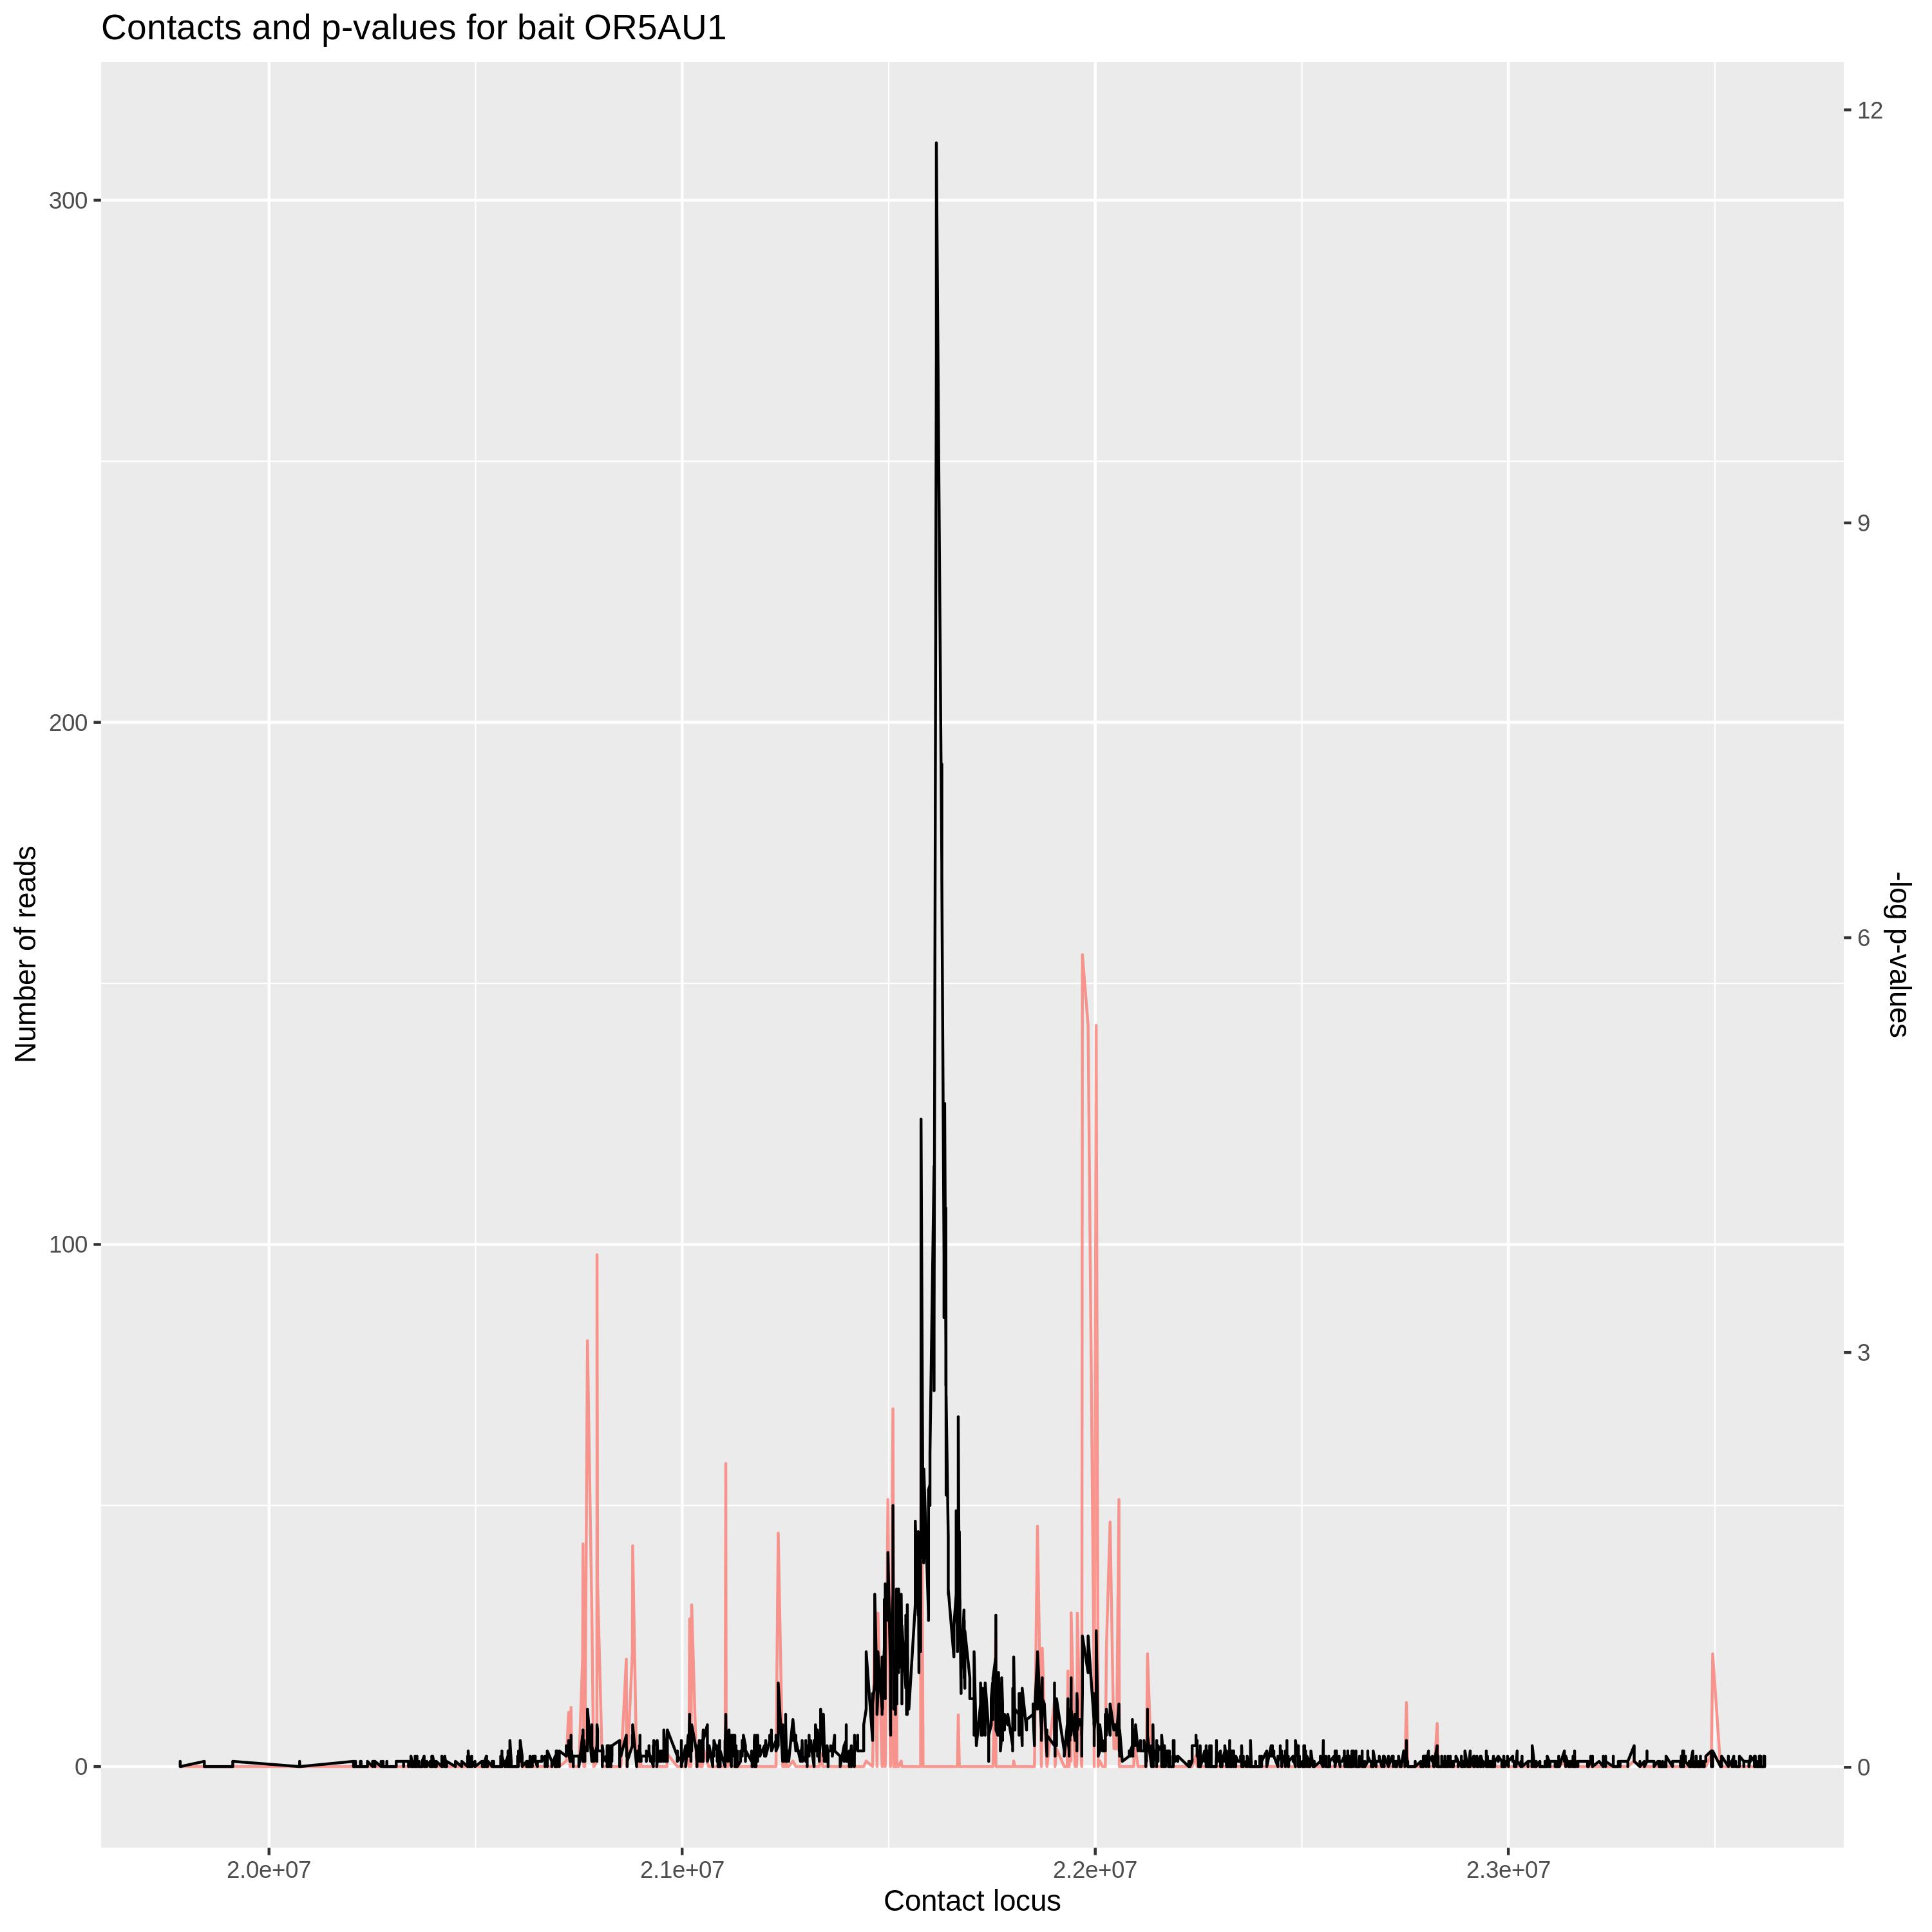 Contacts and p-values for bait OR5AU1
300
200
100
0
12
9
6
3
0
Number of reads
-log p-values
2.0e+07
2.1e+07
2.2e+07
2.3e+07
Contact locus